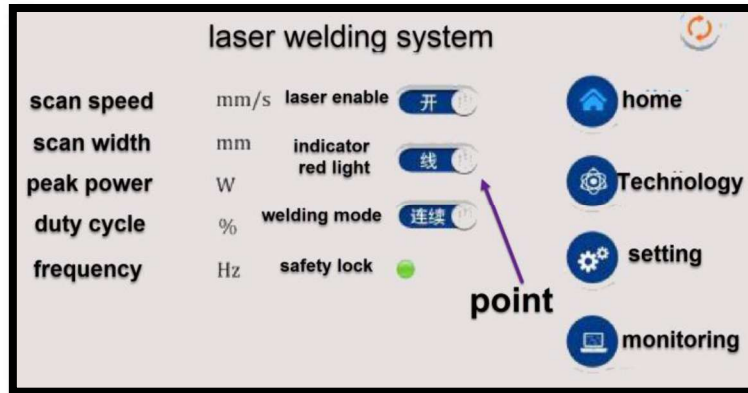 laser welding system
scan speed mm/s laser enable 开 home
scan width mm indicator
red light 线
peak power W Technology
duty cycle % welding mode 连续
frequency Hz safety lock setting
point
monitoring